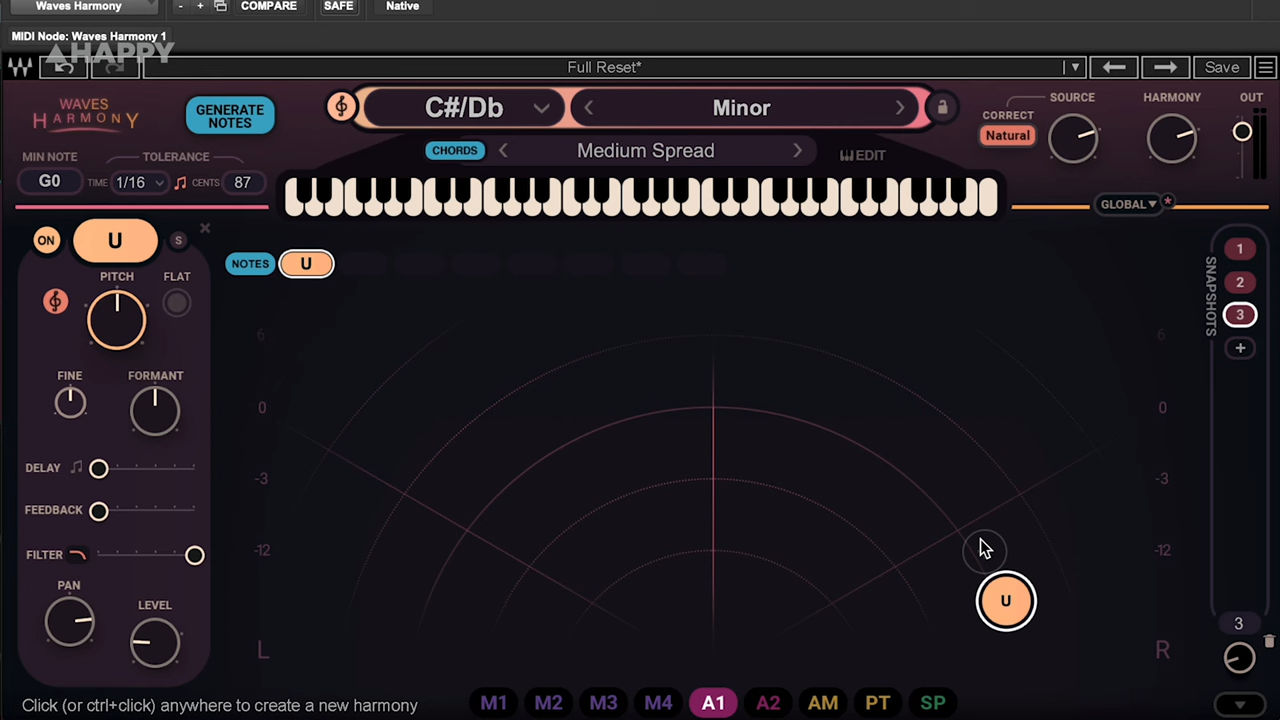 Waves Harmony - + COMPARE SAFE Native
MIDI Node: Waves Harmony 1
HAPPY
Full Reset* Save
WAVES
HARMONY
GENERATE
NOTES
C#/Db Minor
SOURCE HARMONY OUT
CORRECT
Natural
MIN NOTE TOLERANCE
G0 TIME 1/16 CENTS 87
CHORDS Medium Spread EDIT
GLOBAL *
ON U S
NOTES U
PITCH FLAT
FINE FORMANT
DELAY
FEEDBACK
FILTER
PAN
LEVEL
6 6
0 0
-3 -3
-12 -12
U
L R
SNAPSHOTS
1
2
3
+
3
Click (or ctrl+click) anywhere to create a new harmony
M1 M2 M3 M4 A1 A2 AM PT SP